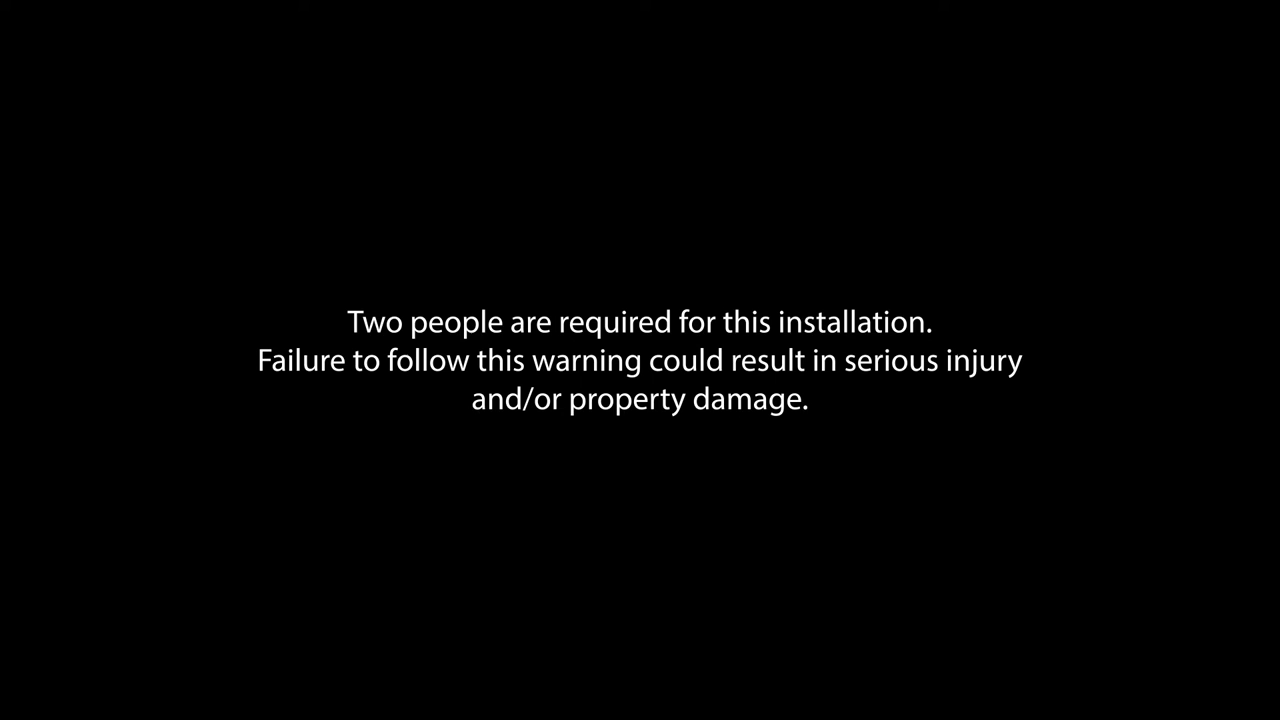 Two people are required for this installation.
Failure to follow this warning could result in serious injury
and/or property damage.